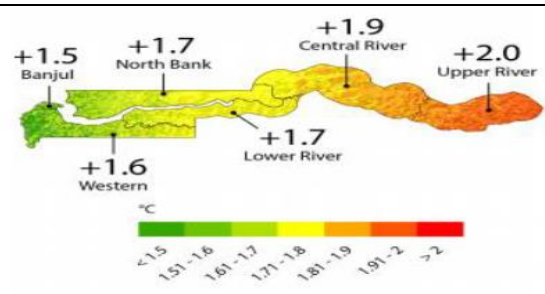 +1.5
Banjul
+1.7
North Bank
+1.9
Central River
+2.0
Upper River
+1.6
Western
+1.7
Lower River
°C
< 1.5
1.51 - 1.6
1.61 - 1.7
1.71 - 1.8
1.81 - 1.9
1.91 - 2
> 2